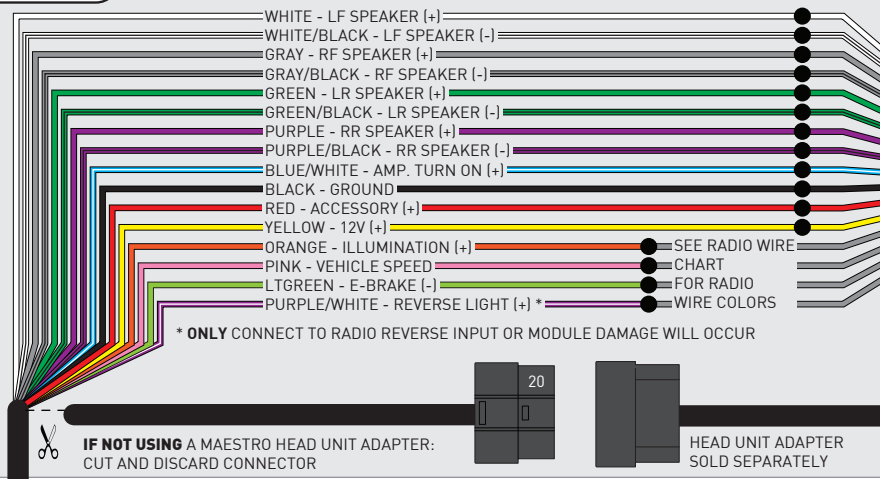 WHITE - LF SPEAKER (+)
WHITE/BLACK - LF SPEAKER (-)
GRAY - RF SPEAKER (+)
GRAY/BLACK - RF SPEAKER (-)
GREEN - LR SPEAKER (+)
GREEN/BLACK - LR SPEAKER (-)
PURPLE - RR SPEAKER (+)
PURPLE/BLACK - RR SPEAKER (-)
BLUE/WHITE - AMP. TURN ON (+)
BLACK - GROUND
RED - ACCESSORY (+)
YELLOW - 12V (+)
ORANGE - ILLUMINATION (+)
PINK - VEHICLE SPEED
LTGREEN - E-BRAKE (-)
PURPLE/WHITE - REVERSE LIGHT (+) *
SEE RADIO WIRE
CHART
FOR RADIO
WIRE COLORS
* ONLY CONNECT TO RADIO REVERSE INPUT OR MODULE DAMAGE WILL OCCUR
20
IF NOT USING A MAESTRO HEAD UNIT ADAPTER:
CUT AND DISCARD CONNECTOR
HEAD UNIT ADAPTER
SOLD SEPARATELY